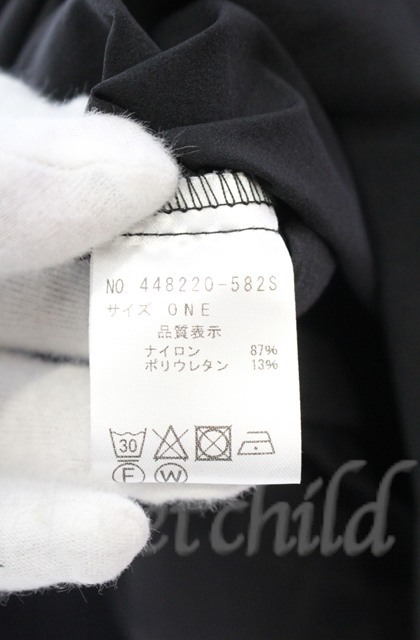 NO 448220-582S
サイズ ONE
品質表示
ナイロン 87%
ポリウレタン 13%
30
F W
child